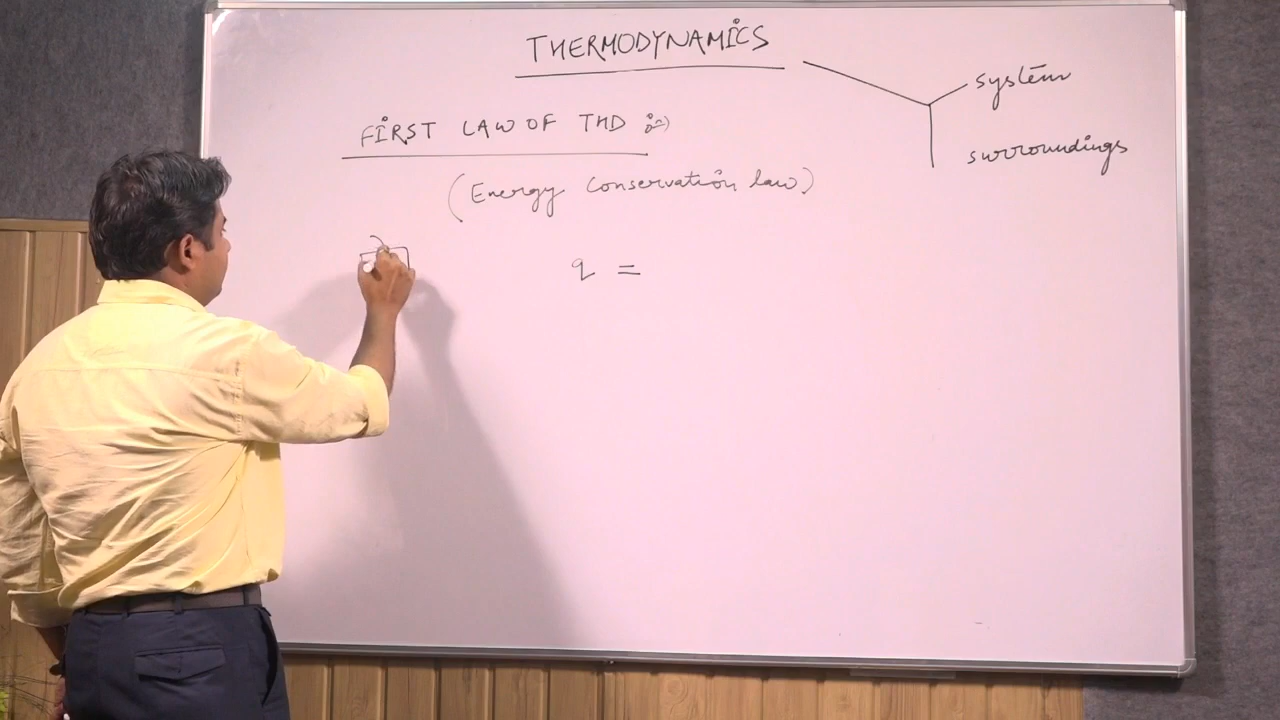 THERMODYNAMICS
system
surroundings
FIRST LAW OF THD
(Energy Conservation law)
q =